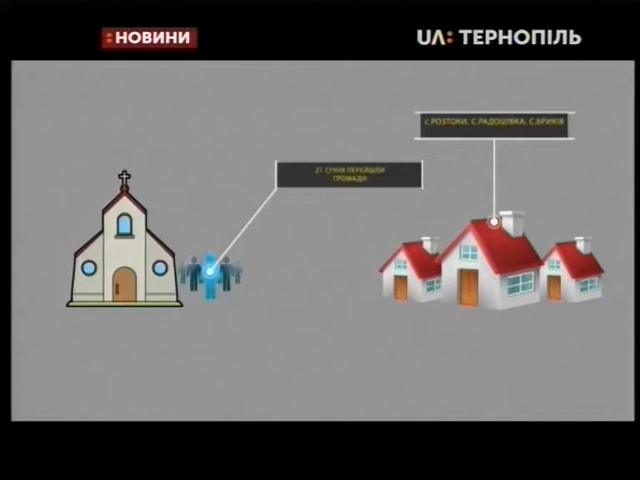 :НОВИНИ
UA: ТЕРНОПІЛЬ
с.РОЗТОКИ, С.РАДОШІВКА, С.БРИКІВ
21 СІЧНЯ ПЕРЕЙШЛИ
ГРОМАДИ